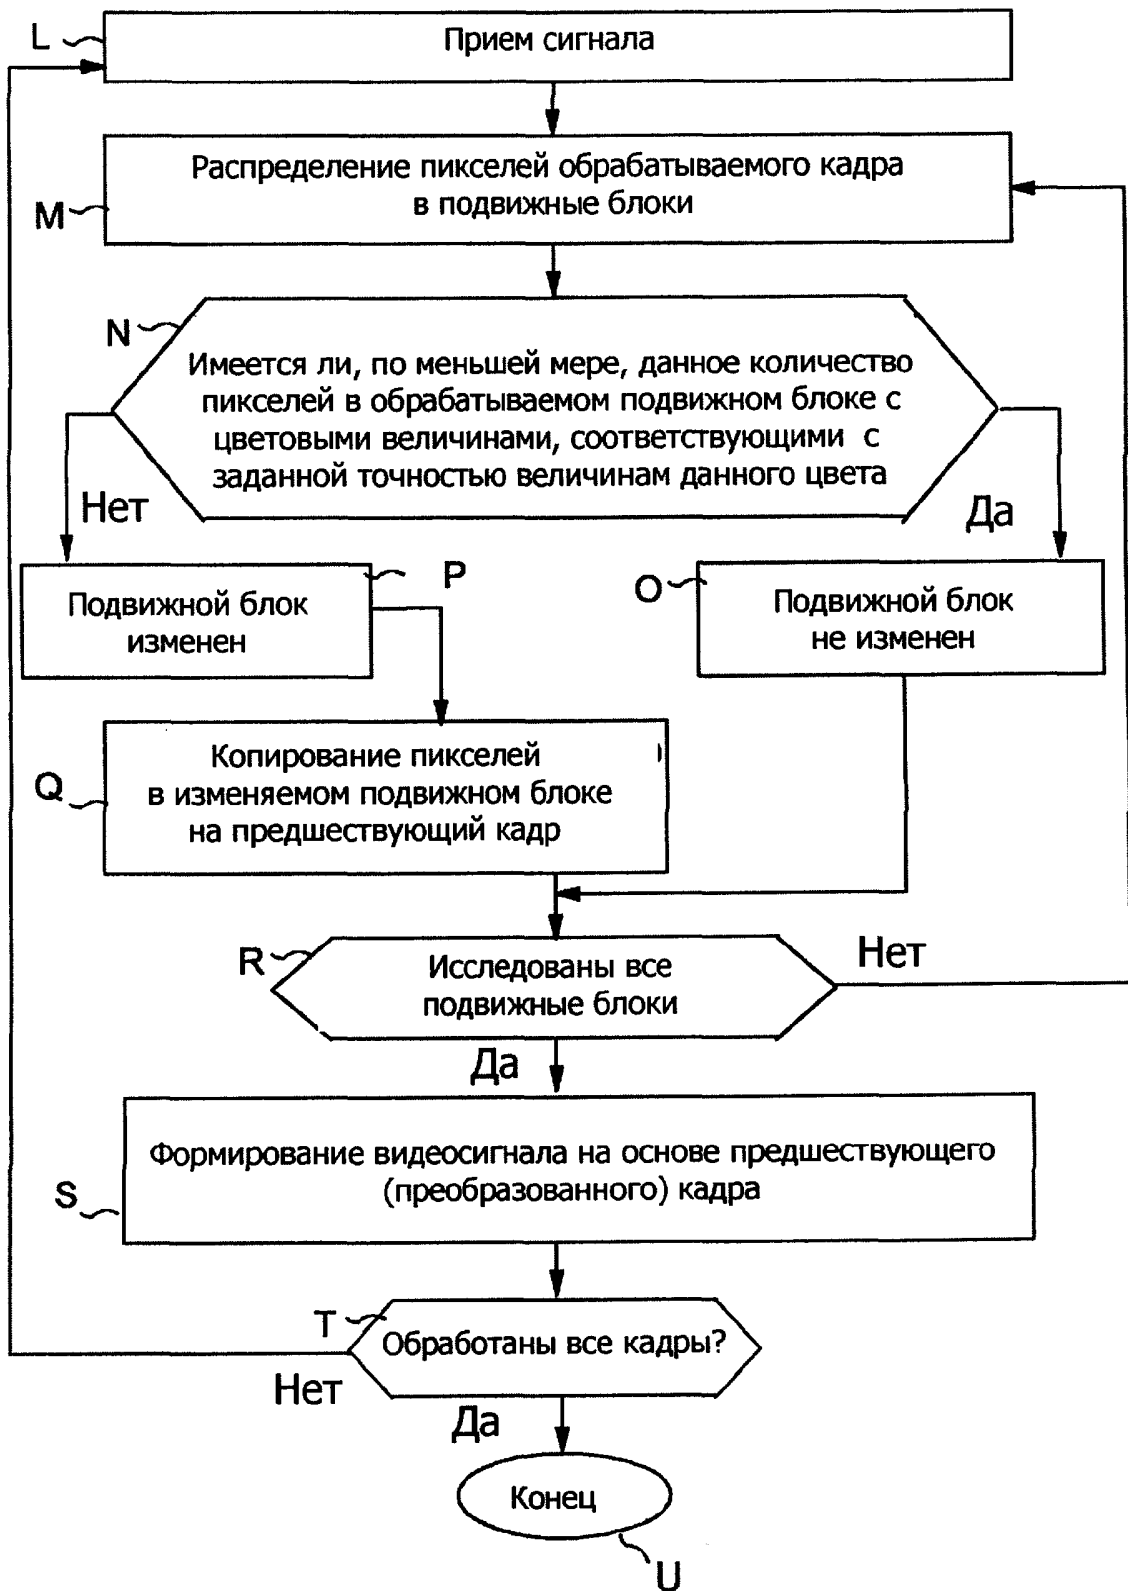 L
Прием сигнала
Распределение пикселей обрабатываемого кадра
в подвижные блоки
M
N
Имеется ли, по меньшей мере, данное количество
пикселей в обрабатываемом подвижном блоке с
цветовыми величинами, соответствующими с
заданной точностью величинам данного цвета
Нет
Да
P
Подвижной блок
изменен
O
Подвижной блок
не изменен
Q
Копирование пикселей
в изменяемом подвижном блоке
на предшествующий кадр
R
Исследованы все
подвижные блоки
Нет
Да
Формирование видеосигнала на основе предшествующего
(преобразованного) кадра
S
T
Обработаны все кадры?
Нет
Да
Конец
U